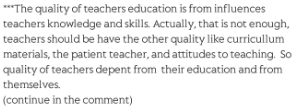 ***The quality of teachers education is from influences
teachers knowledge and skills. Actually, that is not enough,
teachers should be have the other quality like curicullum
materials, the patient teacher, and attitudes to teaching.  So
quality of teachers depent from  their education and from
themselves.
(continue in the comment)